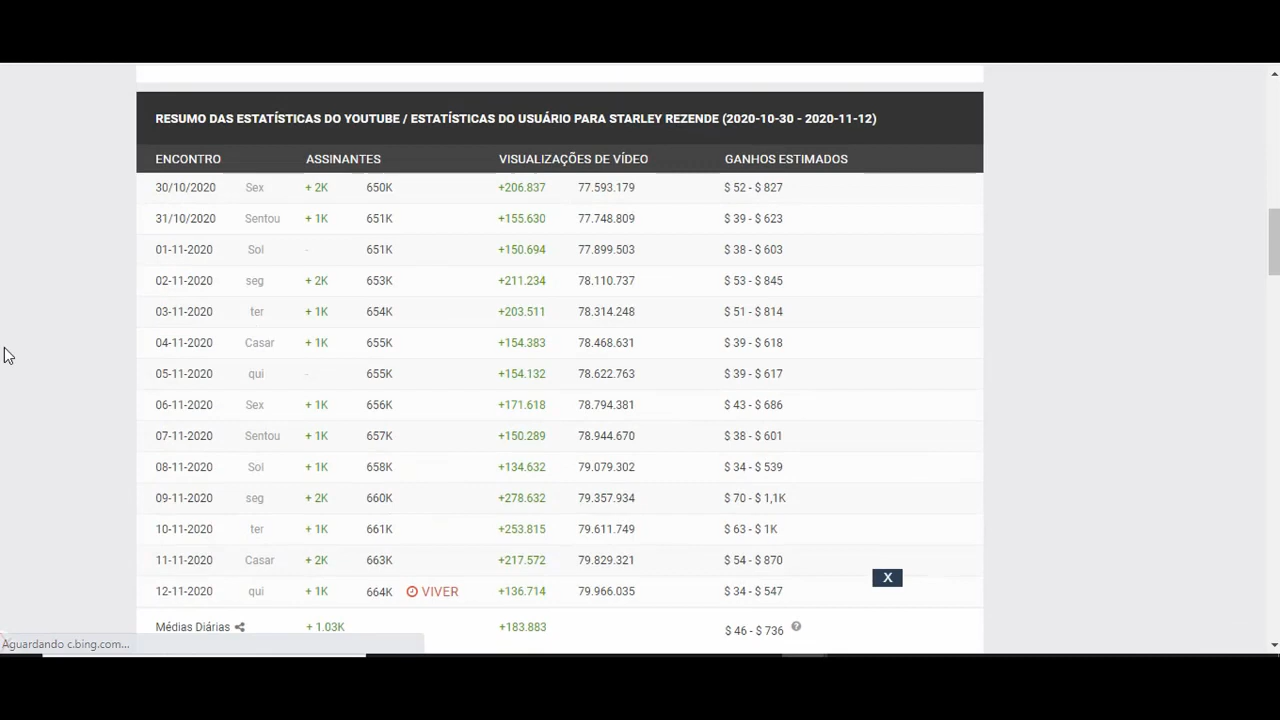 RESUMO DAS ESTATÍSTICAS DO YOUTUBE / ESTATÍSTICAS DO USUÁRIO PARA STARLEY REZENDE (2020-10-30 - 2020-11-12)
ENCONTRO ASSINANTES VISUALIZAÇÕES DE VÍDEO GANHOS ESTIMADOS
30/10/2020 Sex + 2K 650K +206.837 77.593.179 $ 52 - $ 827
31/10/2020 Sentou + 1K 651K +155.630 77.748.809 $ 39 - $ 623
01-11-2020 Sol - 651K +150.694 77.899.503 $ 38 - $ 603
02-11-2020 seg + 2K 653K +211.234 78.110.737 $ 53 - $ 845
03-11-2020 ter + 1K 654K +203.511 78.314.248 $ 51 - $ 814
04-11-2020 Casar + 1K 655K +154.383 78.468.631 $ 39 - $ 618
05-11-2020 qui - 655K +154.132 78.622.763 $ 39 - $ 617
06-11-2020 Sex + 1K 656K +171.618 78.794.381 $ 43 - $ 686
07-11-2020 Sentou + 1K 657K +150.289 78.944.670 $ 38 - $ 601
08-11-2020 Sol + 1K 658K +134.632 79.079.302 $ 34 - $ 539
09-11-2020 seg + 2K 660K +278.632 79.357.934 $ 70 - $ 1,1K
10-11-2020 ter + 1K 661K +253.815 79.611.749 $ 63 - $ 1K
11-11-2020 Casar + 2K 663K +217.572 79.829.321 $ 54 - $ 870
X
12-11-2020 qui + 1K 664K VIVER +136.714 79.966.035 $ 34 - $ 547
Médias Diárias + 1.03K +183.883 $ 46 - $ 736 ?
Aguardando c.bing.com...